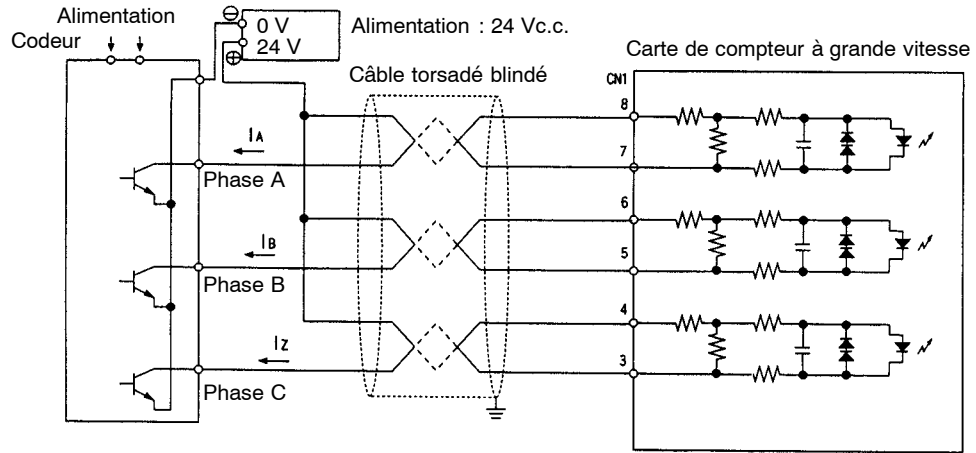 Alimentation
Codeur
⊖
0 V
24 V
⊕
Alimentation : 24 Vc.c.
Câble torsadé blindé
Carte de compteur à grande vitesse
CN1
8
IA
7
Phase A
6
IB
5
Phase B
4
IZ
3
Phase C